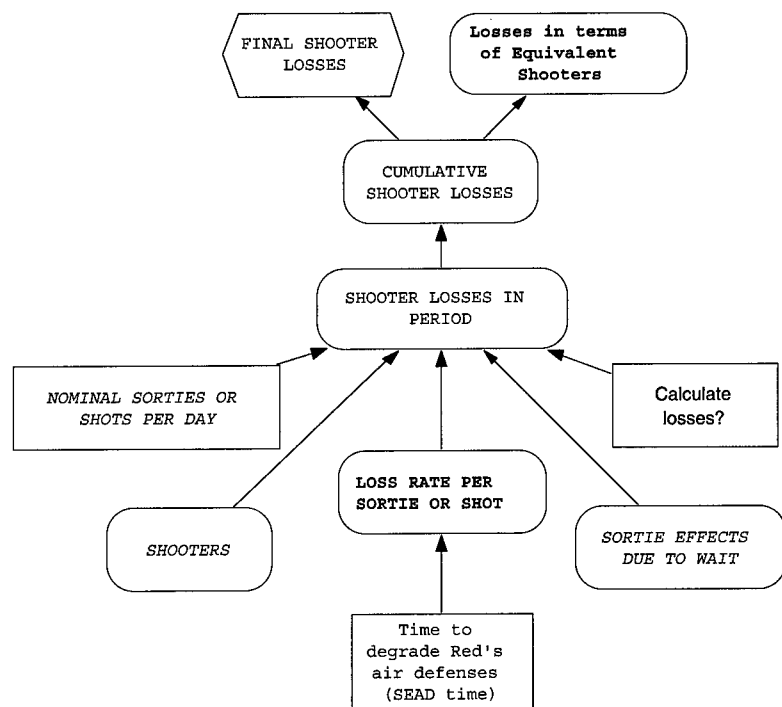 FINAL SHOOTER
LOSSES
Losses in terms
of Equivalent
Shooters
CUMULATIVE
SHOOTER LOSSES
SHOOTER LOSSES IN
PERIOD
NOMINAL SORTIES OR
SHOTS PER DAY
Calculate
losses?
LOSS RATE PER
SORTIE OR SHOT
SHOOTERS
SORTIE EFFECTS
DUE TO WAIT
Time to
degrade Red's
air defenses
(SEAD time)